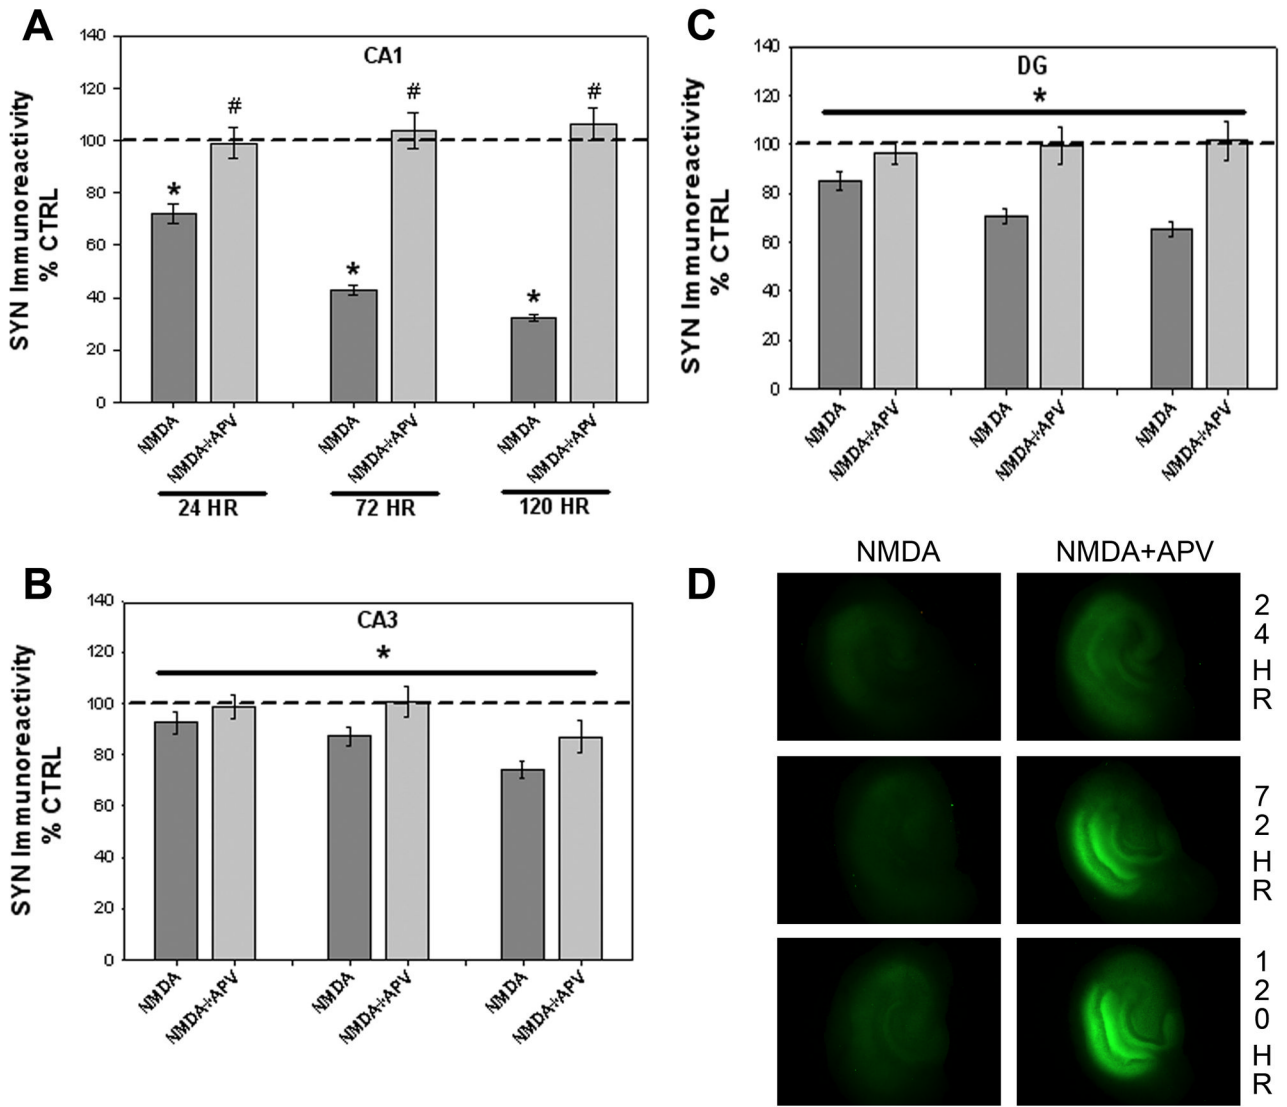 A
SYN Immunoreactivity
% CTRL
140
120
100
80
60
40
20
0
CA1
*
#
*
#
*
#
NMDA
NMDA+APV
NMDA
NMDA+APV
NMDA
NMDA+APV
24 HR
72 HR
120 HR
B
SYN Immunoreactivity
% CTRL
140
120
100
80
60
40
20
0
CA3
*
NMDA
NMDA+APV
NMDA
NMDA+APV
NMDA
NMDA+APV
C
SYN Immunoreactivity
% CTRL
140
120
100
80
60
40
20
0
DG
*
NMDA
NMDA+APV
NMDA
NMDA+APV
NMDA
NMDA+APV
D
NMDA
NMDA+APV
24 HR
72 HR
120 HR